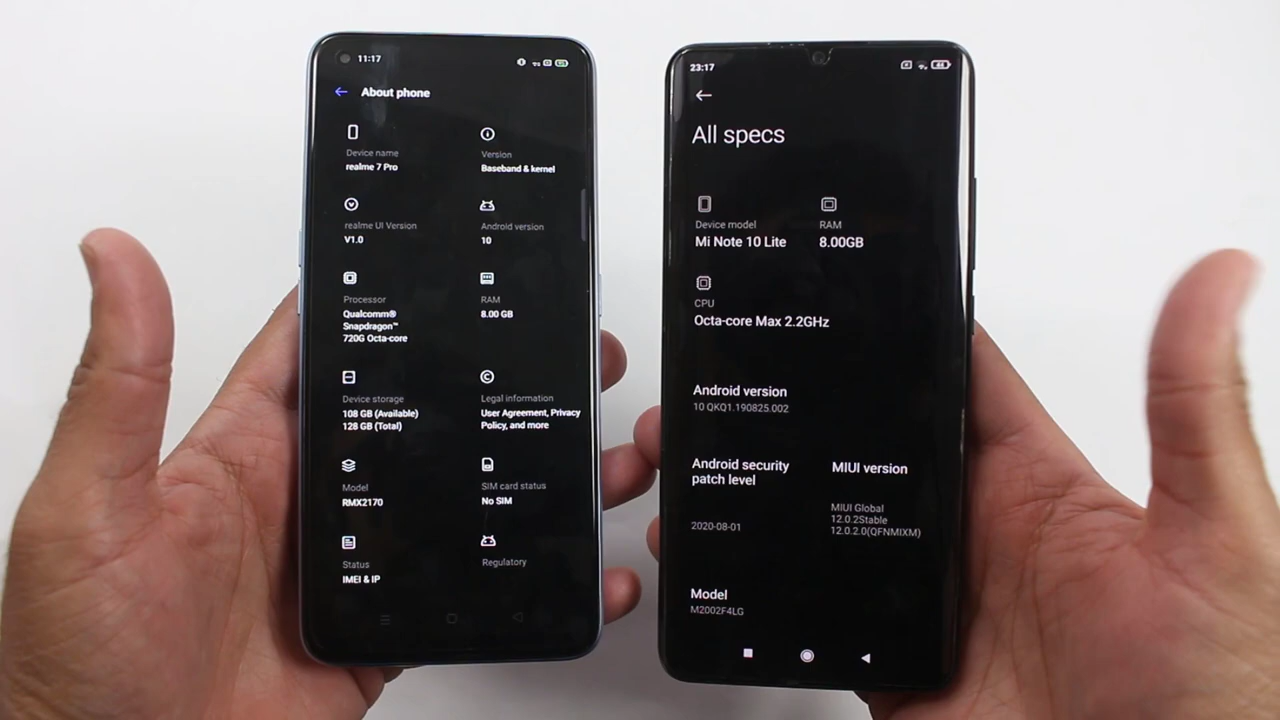 11:17
About phone
Device name
realme 7 Pro
Version
Baseband & kernel
realme UI Version
V1.0
Android version
10
Processor
Qualcomm®
Snapdragon™
720G Octa-core
RAM
8.00 GB
Device storage
108 GB (Available)
128 GB (Total)
Legal information
User Agreement, Privacy
Policy, and more
Model
RMX2170
SIM card status
No SIM
Status
IMEI & IP
Regulatory
23:17
All specs
Device model
Mi Note 10 Lite
RAM
8.00GB
CPU
Octa-core Max 2.2GHz
Android version
10 QKQ1.190825.002
Android security
patch level
2020-08-01
MIUI version
MIUI Global
12.0.2Stable
12.0.2.0(QFNMIXM)
Model
M2002F4LG